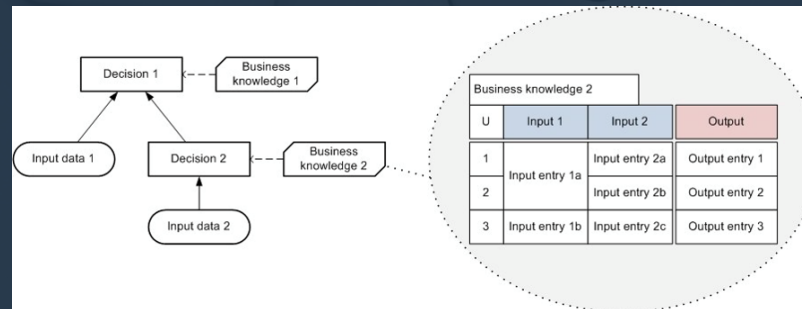 Decision 1
Business
knowledge 1
Input data 1
Decision 2
Business
knowledge 2
Input data 2
Business knowledge 2
U Input 1 Input 2 Output
1 Input entry 1a Input entry 2a Output entry 1
2 Input entry 2b Output entry 2
3 Input entry 1b Input entry 2c Output entry 3